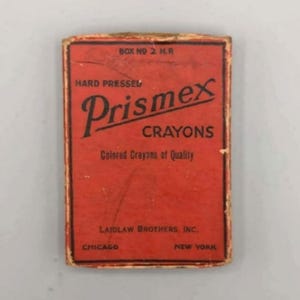 BOX Nº 2 H.P.
HARD PRESSED
Prismex
CRAYONS
Colored Crayons of Quality
LAIDLAW BROTHERS, INC.
CHICAGO NEW YORK